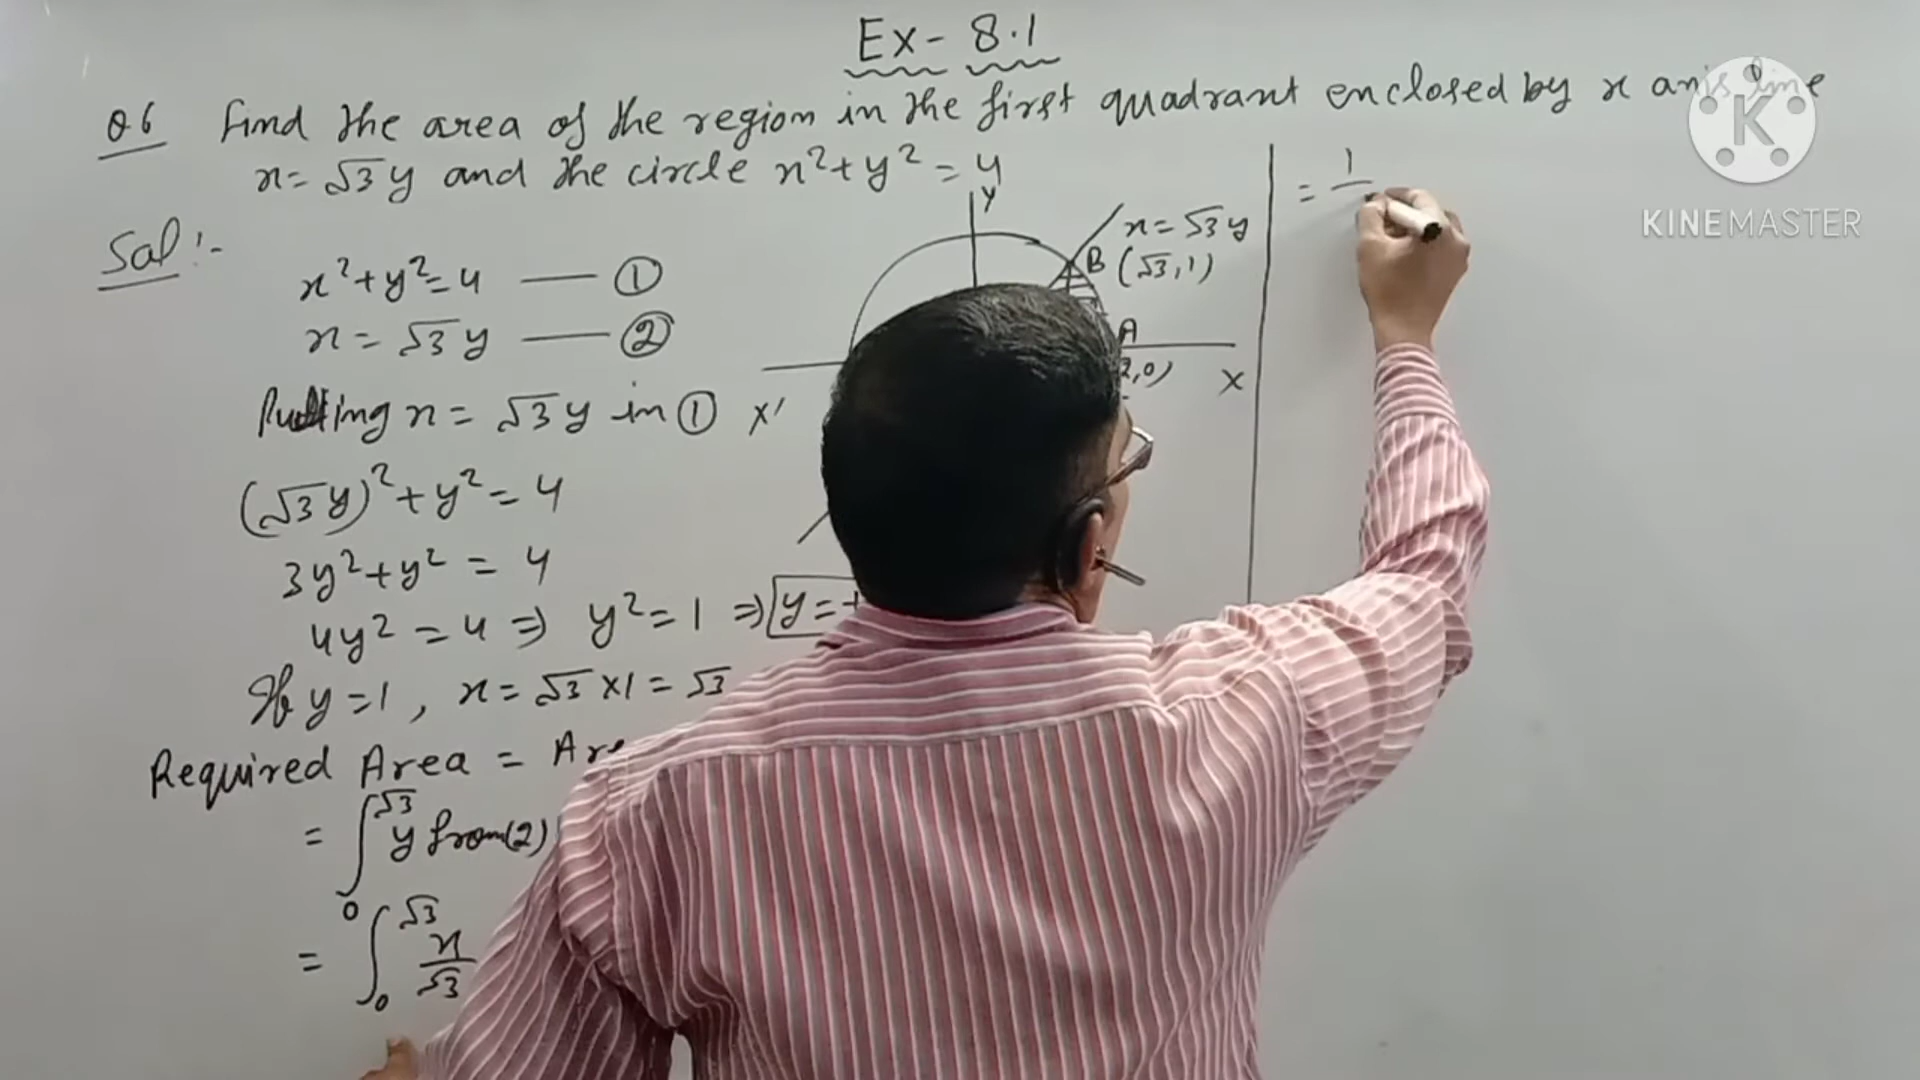 Ex- 8.1
Q6 Find the area of the region in the first quadrant enclosed by x axis line
x = √3 y and the circle x² + y² = 4
Sol:-
x² + y² = 4 —— ①
x = √3 y —— ②
Putting x = √3 y in ①
(√3 y)² + y² = 4
3y² + y² = 4
4y² = 4 ⇒ y² = 1 ⇒ y =
If y = 1, x = √3 × 1 = √3
Required Area =
= ∫₀^√3 y from (2)
= ∫₀^√3 x/√3
Y
x = √3 y
B (√3, 1)
A
2, 0)
X
X'
= 1
K
KINEMASTER